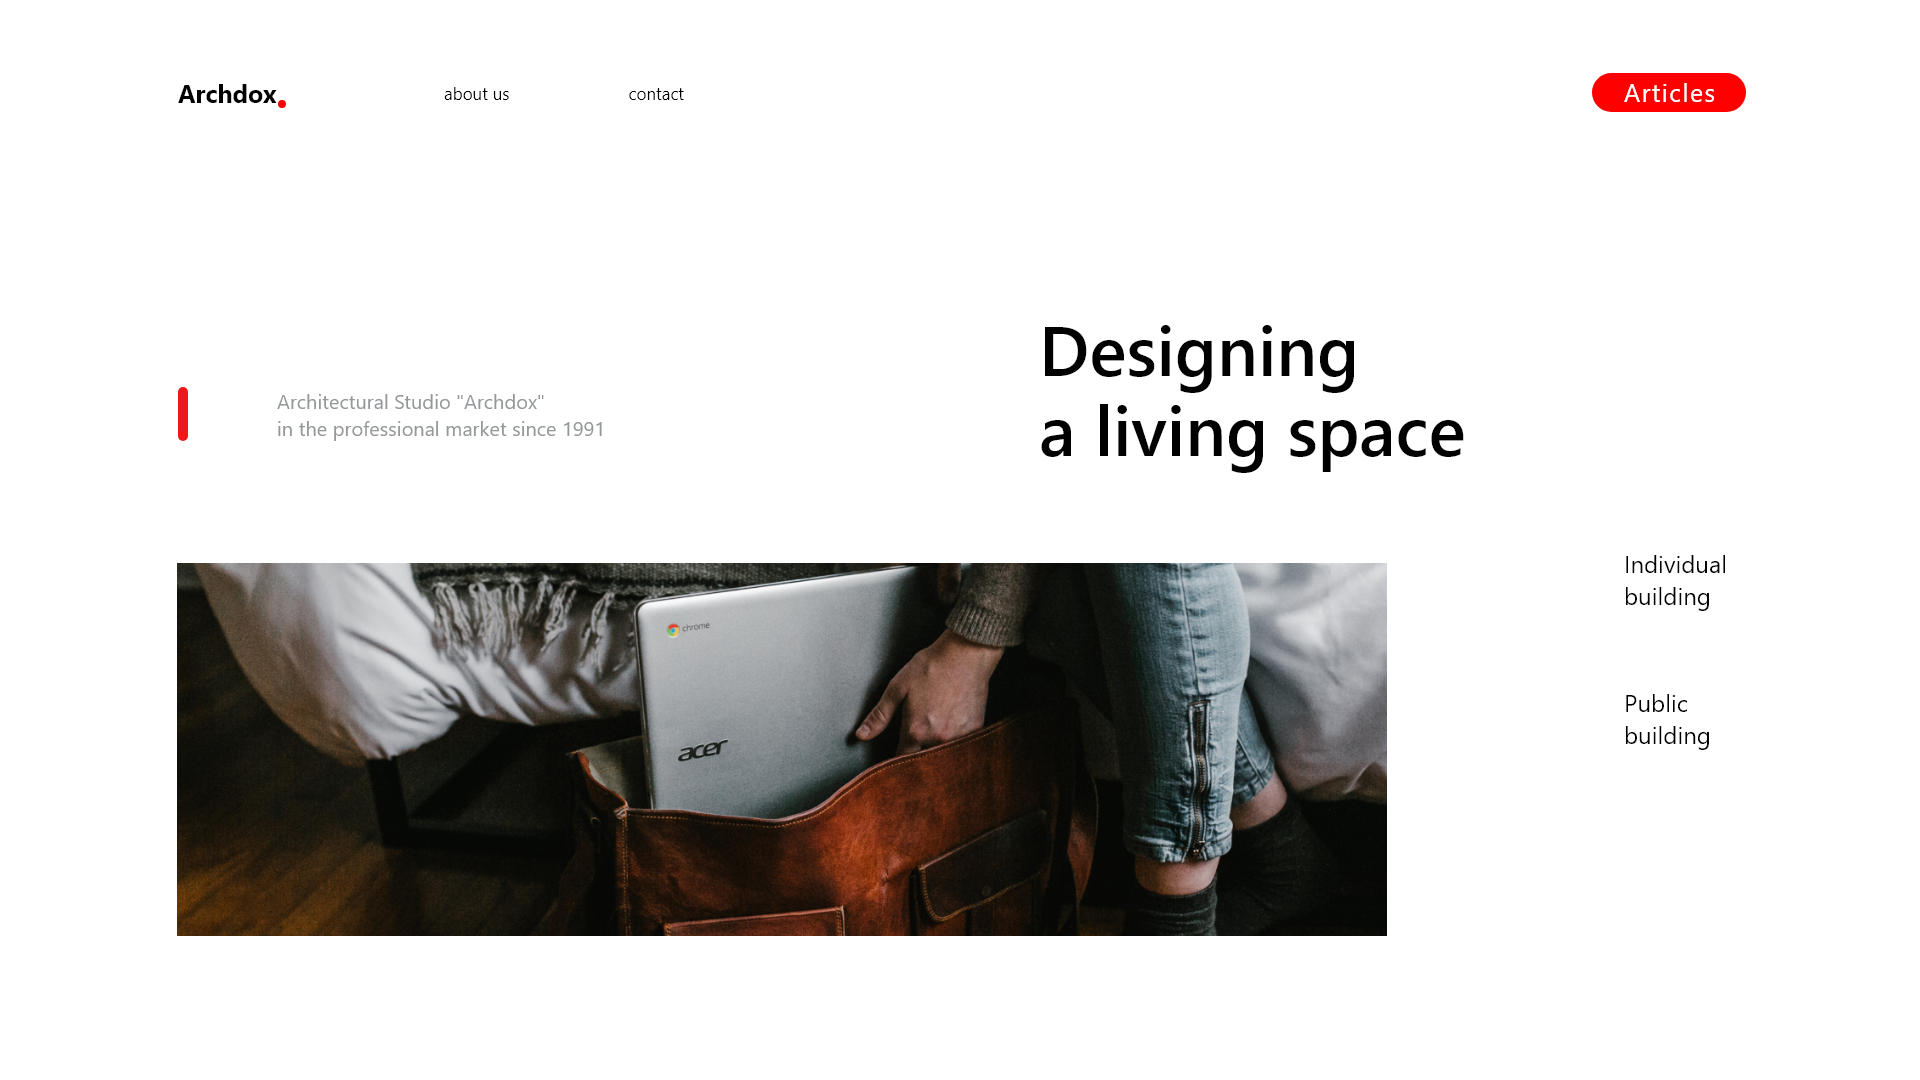 Archdox.
about us
contact
Articles
Designing
a living space
Architectural Studio "Archdox"
in the professional market since 1991
Individual
building
Public
building
chrome
acer